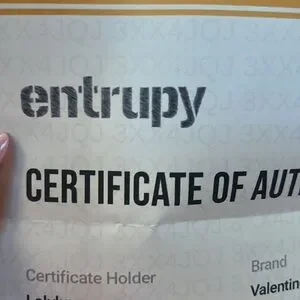 entrupy
CERTIFICATE OF AUT
Certificate Holder
Brand
Valentin